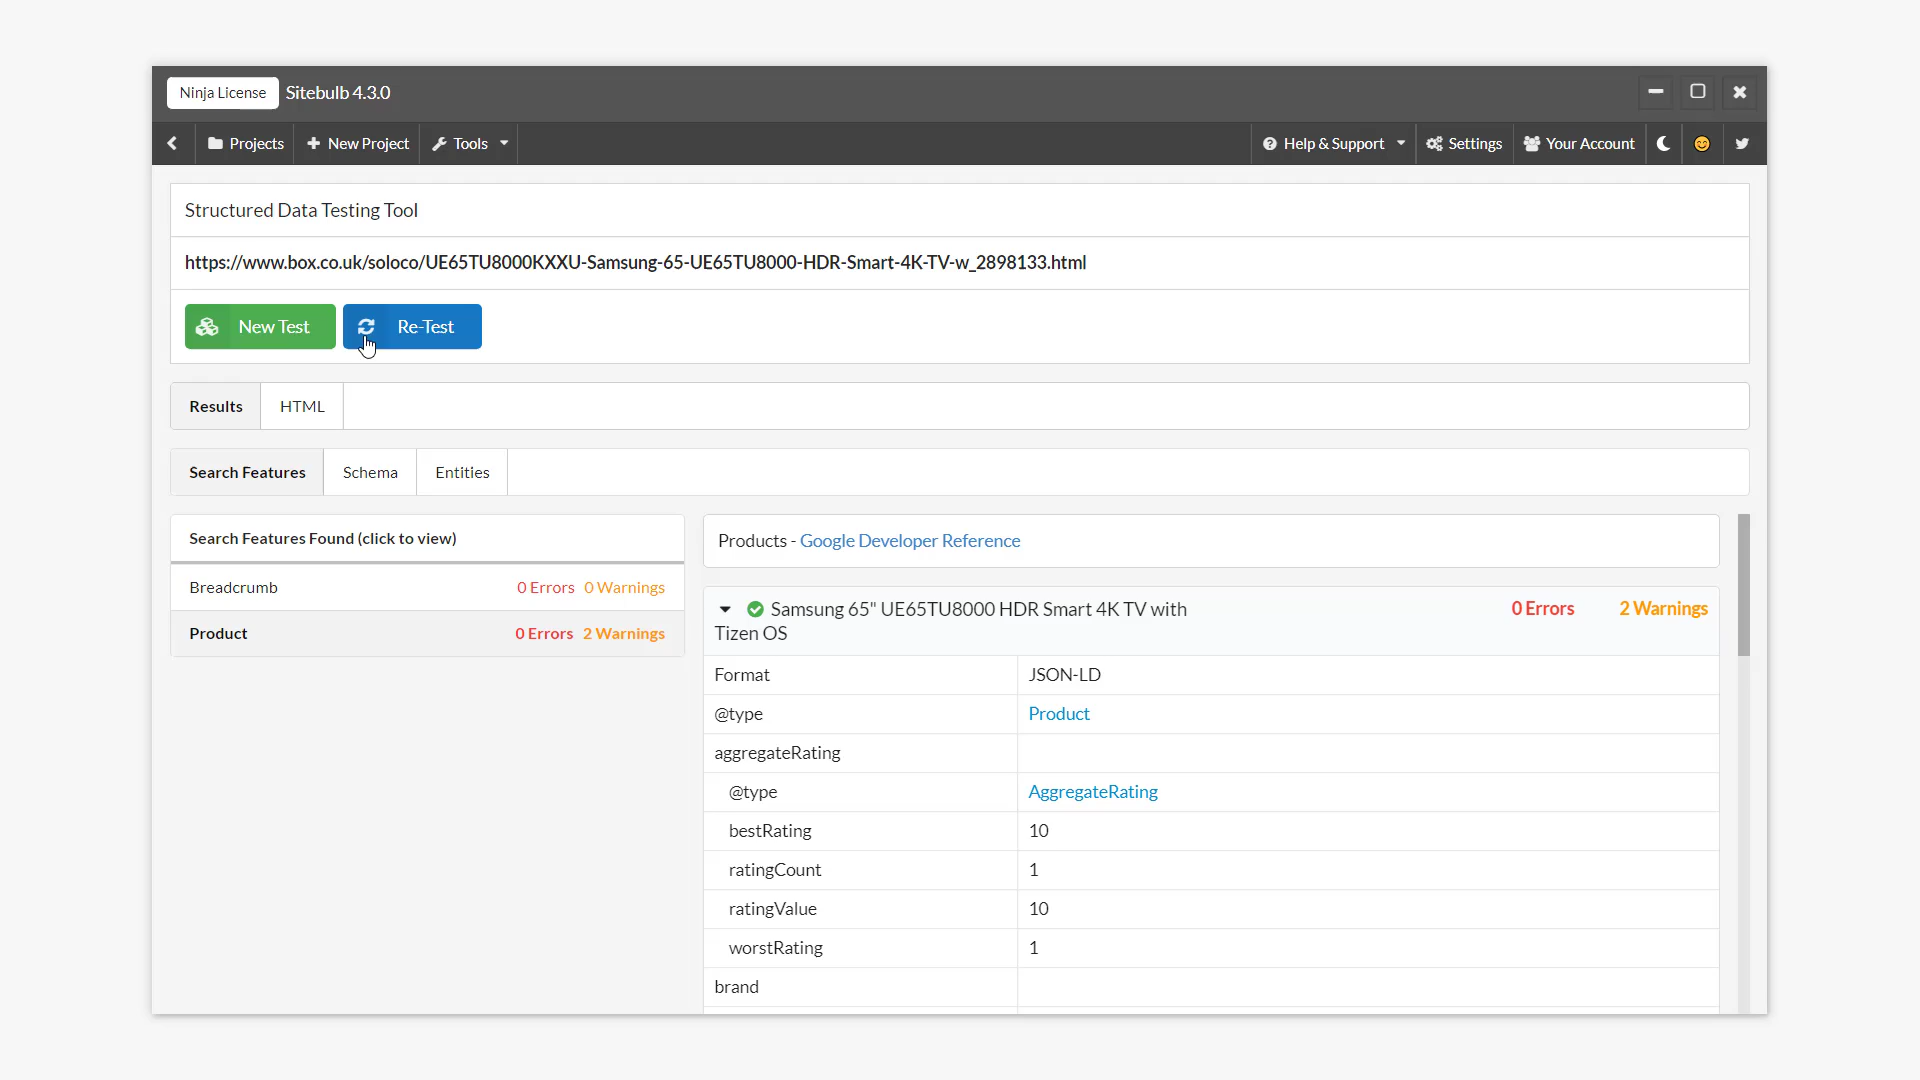 Ninja License Sitebulb 4.3.0
Projects New Project Tools Help & Support Settings Your Account
Structured Data Testing Tool
https://www.box.co.uk/soloco/UE65TU8000KXXU-Samsung-65-UE65TU8000-HDR-Smart-4K-TV-w_2898133.html
New Test Re-Test
Results HTML
Search Features Schema Entities
Search Features Found (click to view)
Breadcrumb 0 Errors 0 Warnings
Product 0 Errors 2 Warnings
Products - Google Developer Reference
Samsung 65" UE65TU8000 HDR Smart 4K TV with 0 Errors 2 Warnings
Tizen OS
Format JSON-LD
@type Product
aggregateRating
@type AggregateRating
bestRating 10
ratingCount 1
ratingValue 10
worstRating 1
brand